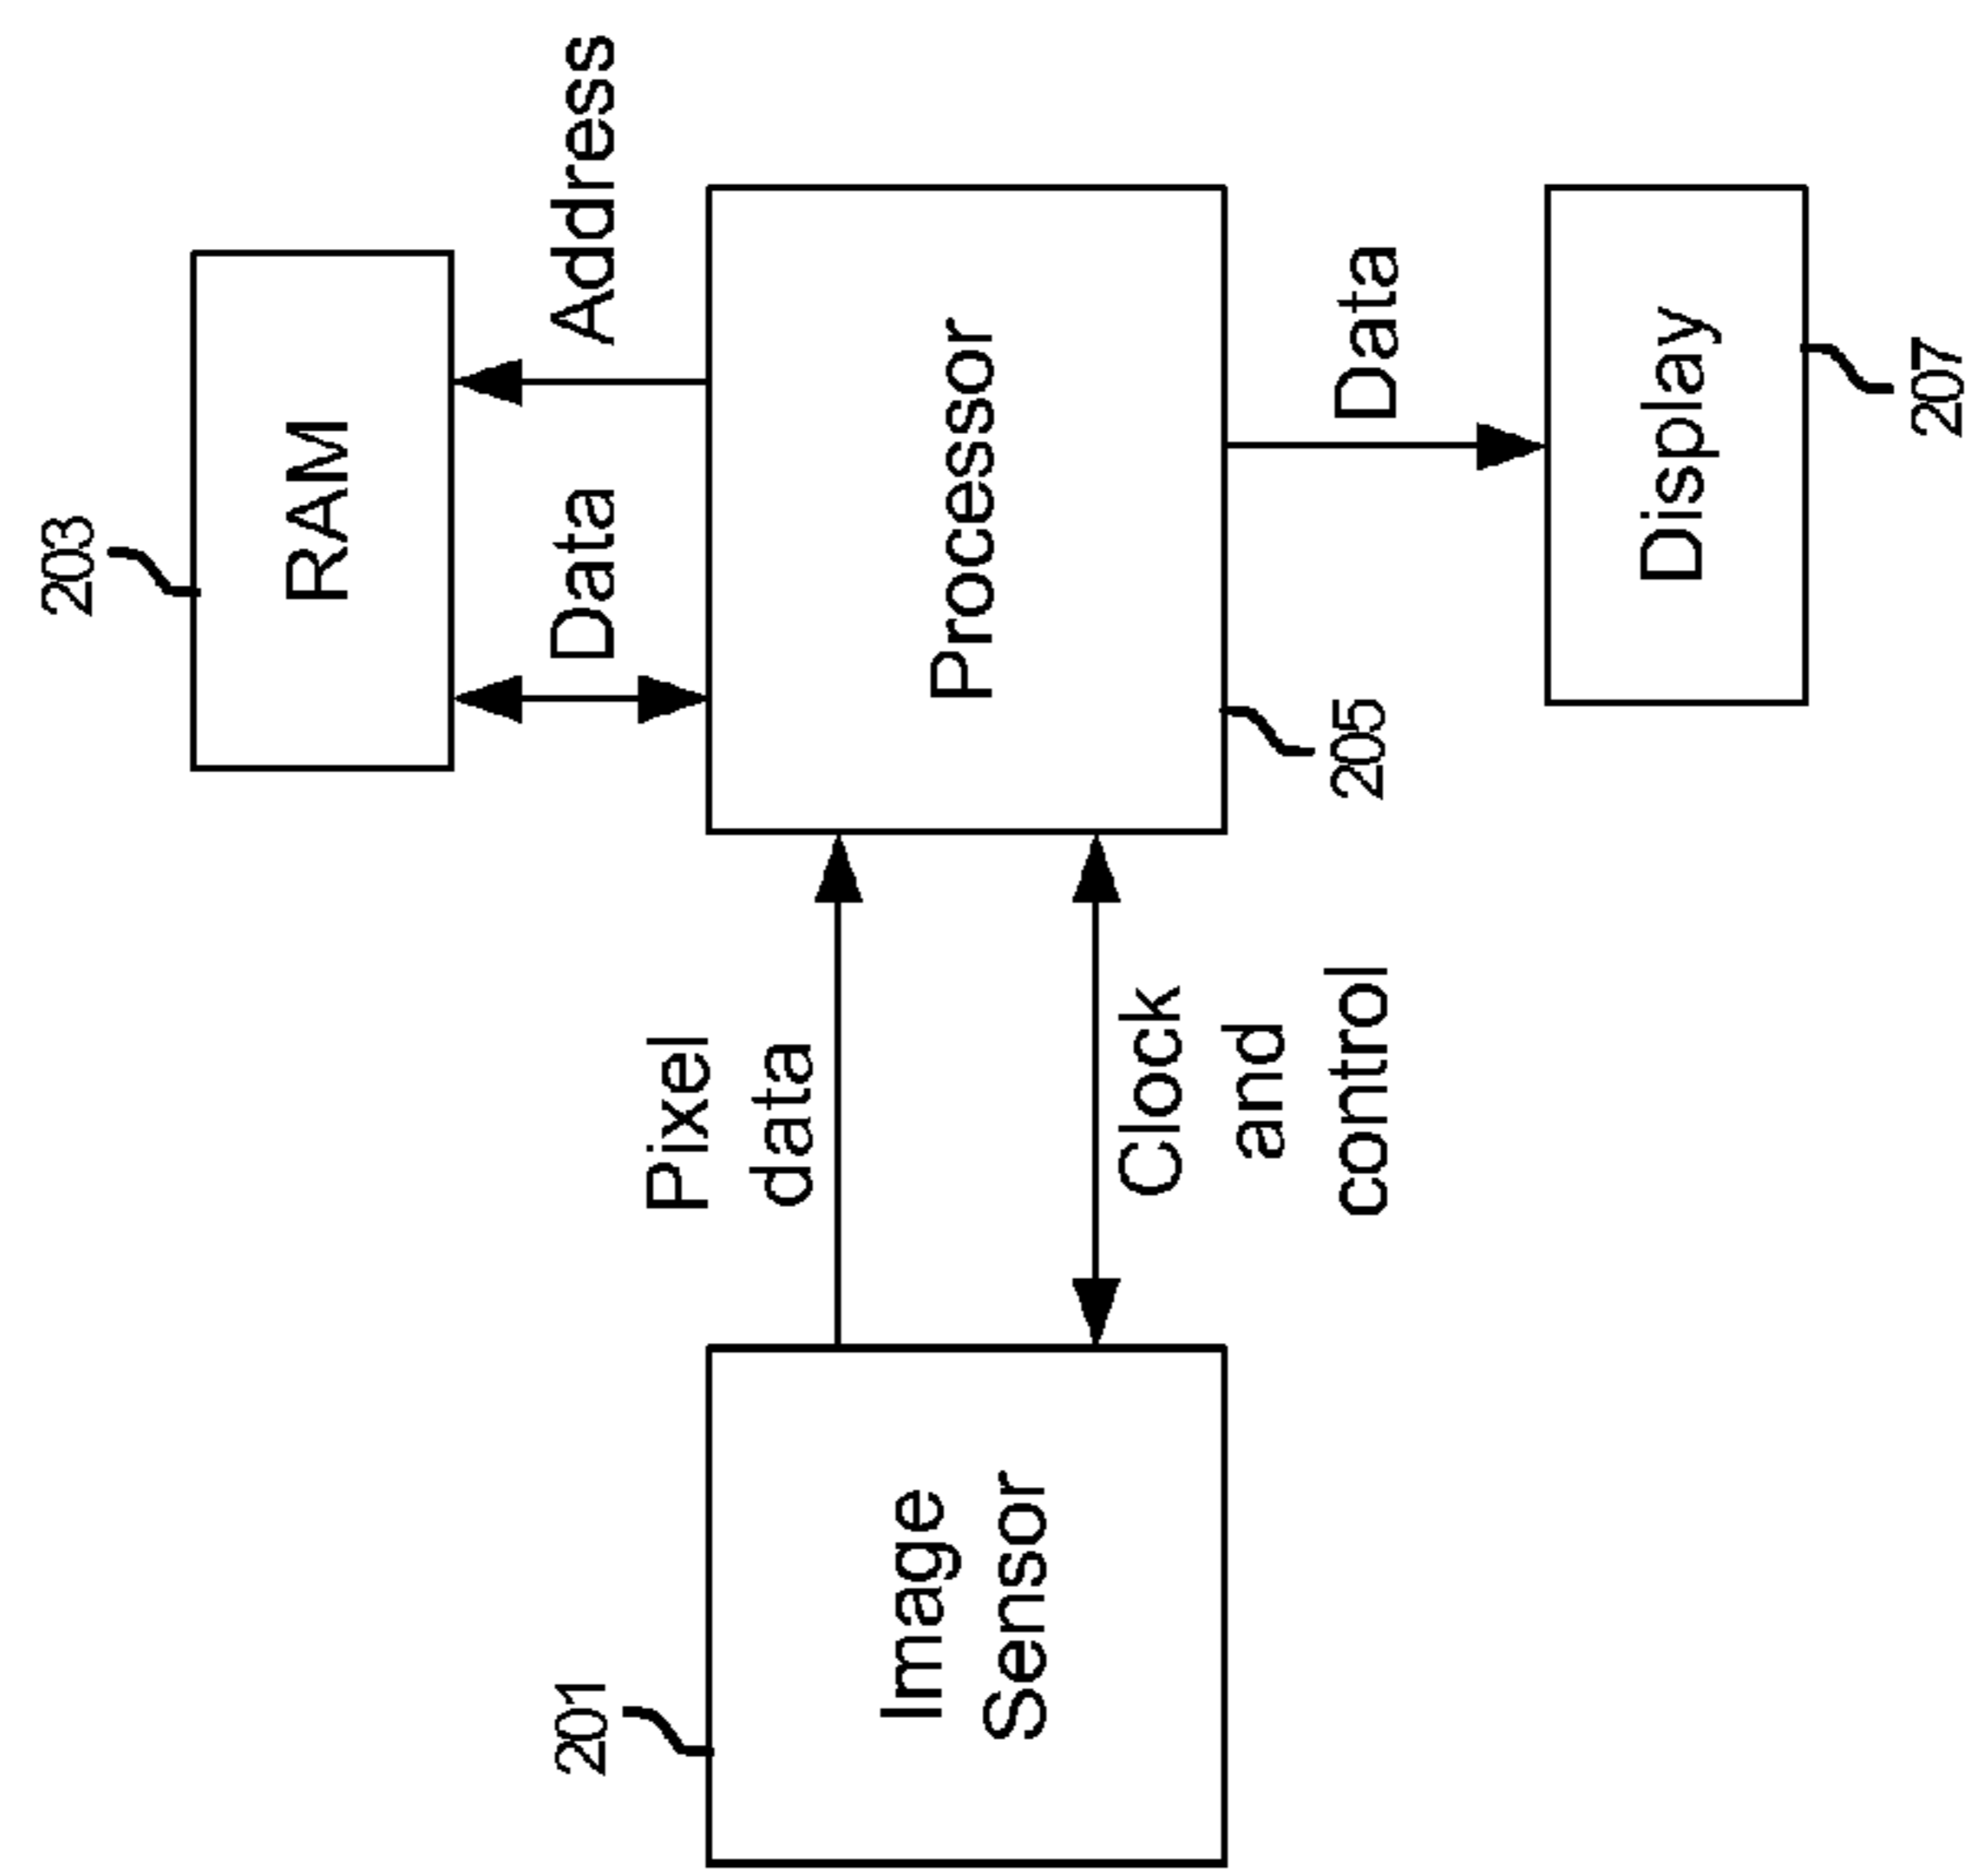 203
RAM
Data
Address
201
Image
Sensor
Pixel
data
Clock
and
control
Processor
205
Data
Display
207